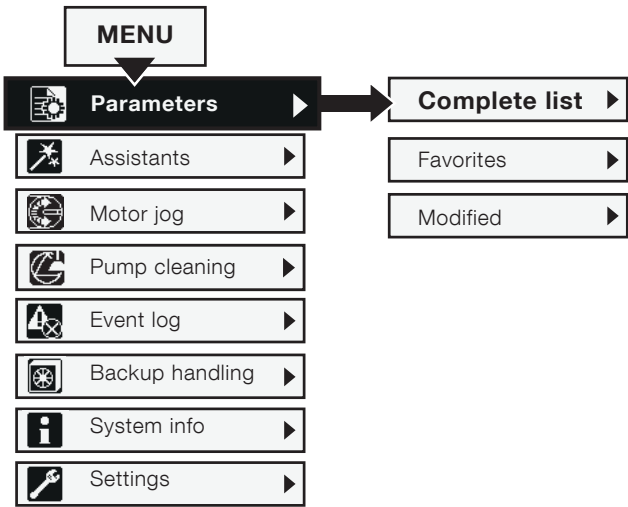 MENU
Parameters
Complete list
Assistants
Favorites
Motor jog
Modified
Pump cleaning
Event log
Backup handling
System info
Settings